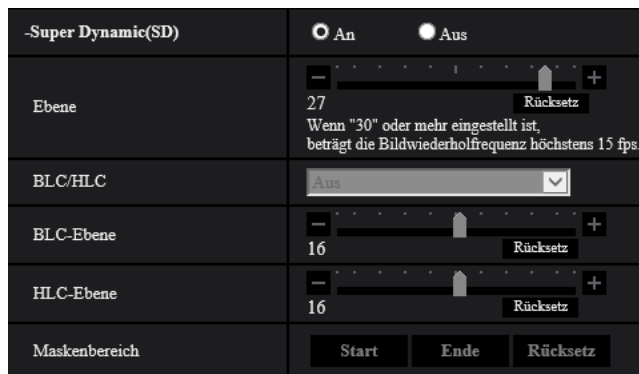 -Super Dynamic(SD) An Aus
Ebene
27 Rücksetz
Wenn "30" oder mehr eingestellt ist,
beträgt die Bildwiederholfrequenz höchstens 15 fps.
BLC/HLC Aus
BLC-Ebene
16 Rücksetz
HLC-Ebene
16 Rücksetz
Maskenbereich Start Ende Rücksetz